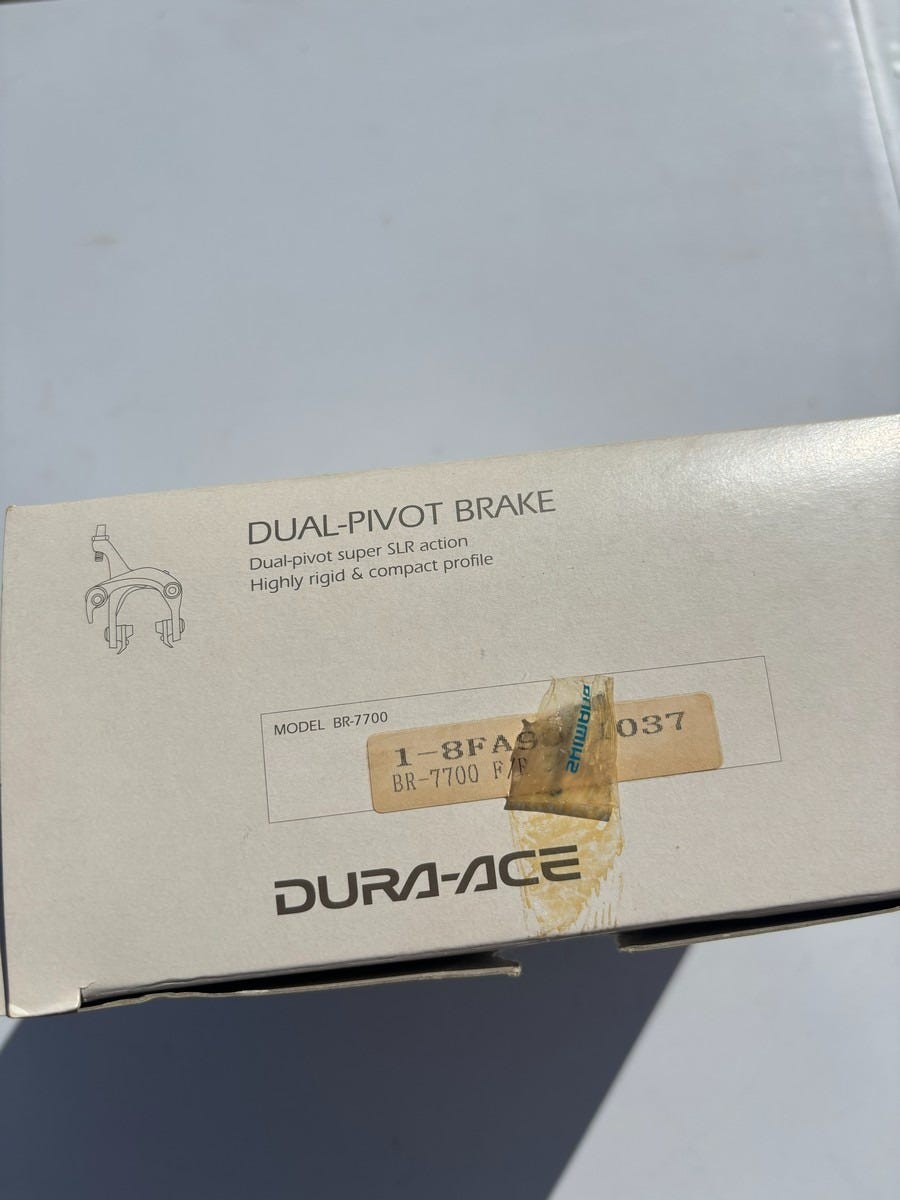 DUAL-PIVOT BRAKE
Dual-pivot super SLR action
Highly rigid & compact profile
MODEL BR-7700
SHIMANO
BR-7700
DURA-ACE